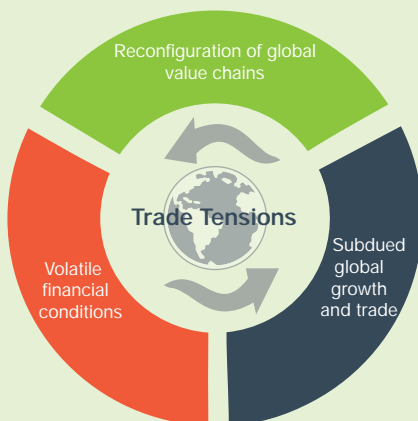 Reconfiguration of global
value chains
Trade Tensions
Volatile
financial
conditions
Subdued
global
growth
and trade